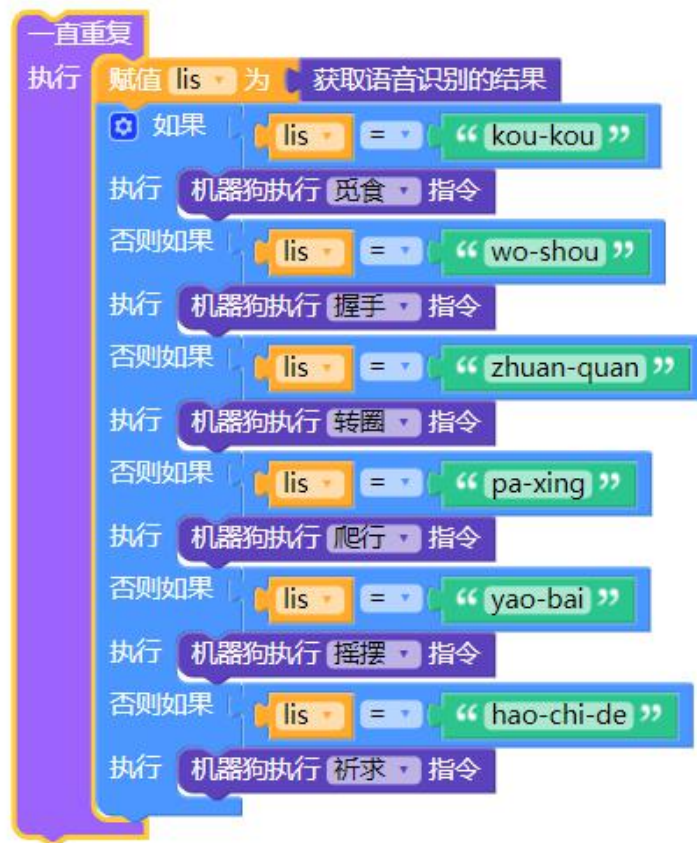 一直重复
执行 赋值 lis 为 获取语音识别的结果
如果 lis = “ kou-kou ”
执行 机器狗执行 觅食 指令
否则如果 lis = “ wo-shou ”
执行 机器狗执行 握手 指令
否则如果 lis = “ zhuan-quan ”
执行 机器狗执行 转圈 指令
否则如果 lis = “ pa-xing ”
执行 机器狗执行 爬行 指令
否则如果 lis = “ yao-bai ”
执行 机器狗执行 摇摆 指令
否则如果 lis = “ hao-chi-de ”
执行 机器狗执行 祈求 指令